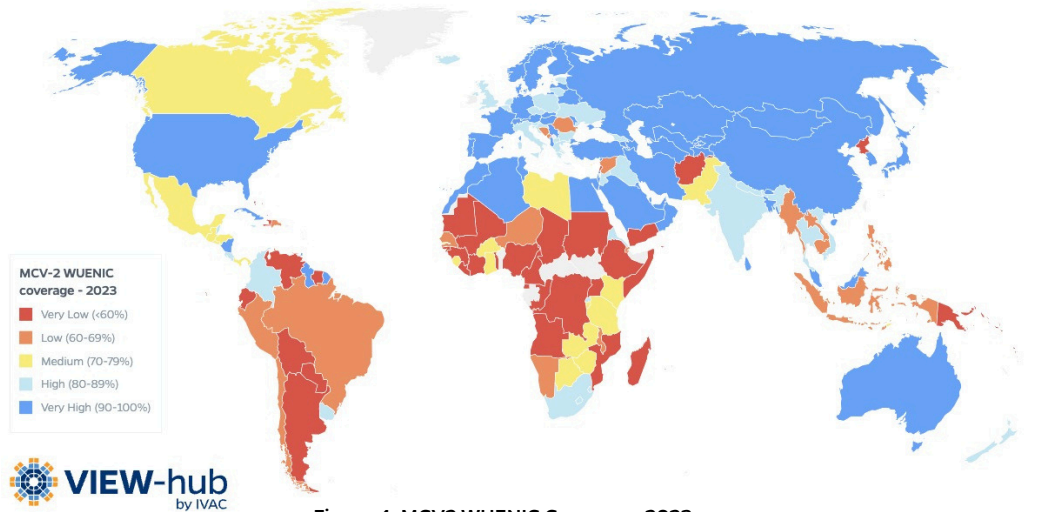 MCV-2 WUENIC
coverage - 2023
Very Low (<60%)
Low (60-69%)
Medium (70-79%)
High (80-89%)
Very High (90-100%)
VIEW-hub
by IVAC